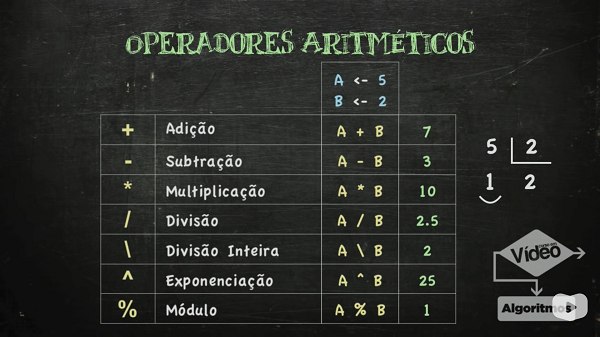 OPERADORES ARITMÉTICOS
A <- 5
B <- 2
+ Adição A + B 7
- Subtração A - B 3
* Multiplicação A * B 10
/ Divisão A / B 2.5
\ Divisão Inteira A \ B 2
^ Exponenciação A ^ B 25
% Módulo A % B 1
5 2
1 2
Vídeo
Algoritmos